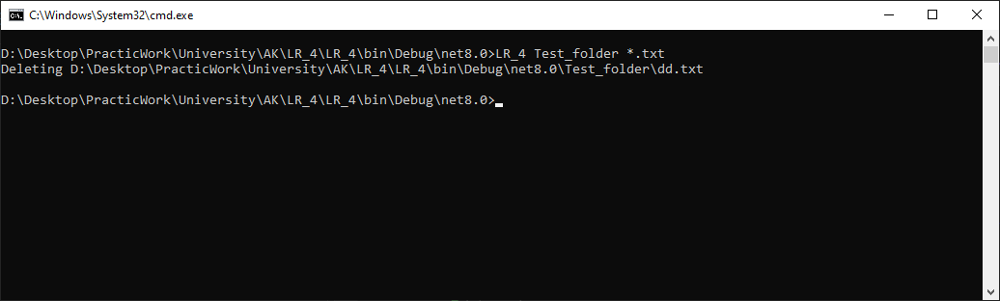 C:\Windows\System32\cmd.exe
D:\Desktop\PracticWork\University\AK\LR_4\LR_4\bin\Debug\net8.0>LR_4 Test_folder *.txt
Deleting D:\Desktop\PracticWork\University\AK\LR_4\LR_4\bin\Debug\net8.0\Test_folder\dd.txt
D:\Desktop\PracticWork\University\AK\LR_4\LR_4\bin\Debug\net8.0>